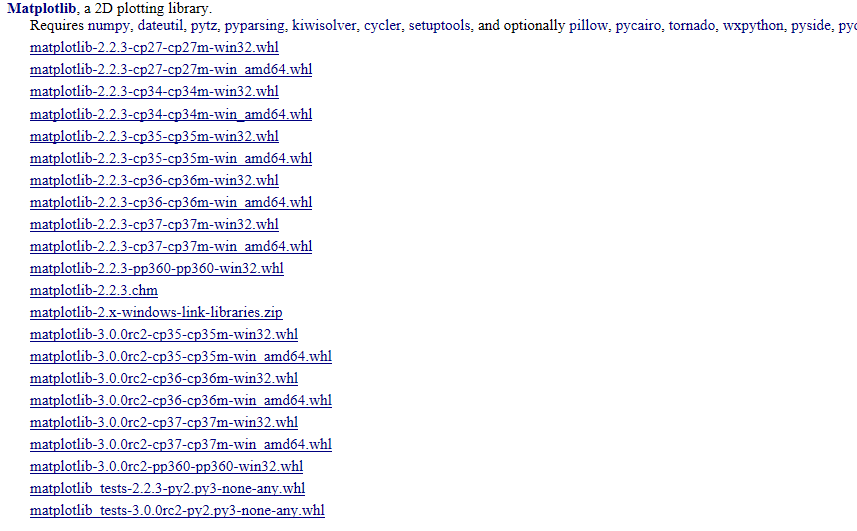 Matplotlib, a 2D plotting library.
Requires numpy, dateutil, pytz, pyparsing, kiwisolver, cycler, setuptools, and optionally pillow, pycairo, tornado, wxpython, pyside,
matplotlib-2.2.3-cp27-cp27m-win32.whl
matplotlib-2.2.3-cp27-cp27m-win_amd64.whl
matplotlib-2.2.3-cp34-cp34m-win32.whl
matplotlib-2.2.3-cp34-cp34m-win_amd64.whl
matplotlib-2.2.3-cp35-cp35m-win32.whl
matplotlib-2.2.3-cp35-cp35m-win_amd64.whl
matplotlib-2.2.3-cp36-cp36m-win32.whl
matplotlib-2.2.3-cp36-cp36m-win_amd64.whl
matplotlib-2.2.3-cp37-cp37m-win32.whl
matplotlib-2.2.3-cp37-cp37m-win_amd64.whl
matplotlib-2.2.3-pp360-pp360-win32.whl
matplotlib-2.2.3.chm
matplotlib-2.x-windows-link-libraries.zip
matplotlib-3.0.0rc2-cp35-cp35m-win32.whl
matplotlib-3.0.0rc2-cp35-cp35m-win_amd64.whl
matplotlib-3.0.0rc2-cp36-cp36m-win32.whl
matplotlib-3.0.0rc2-cp36-cp36m-win_amd64.whl
matplotlib-3.0.0rc2-cp37-cp37m-win32.whl
matplotlib-3.0.0rc2-cp37-cp37m-win_amd64.whl
matplotlib-3.0.0rc2-pp360-pp360-win32.whl
matplotlib_tests-2.2.3-py2.py3-none-any.whl
matplotlib_tests-3.0.0rc2-py2.py3-none-any.whl